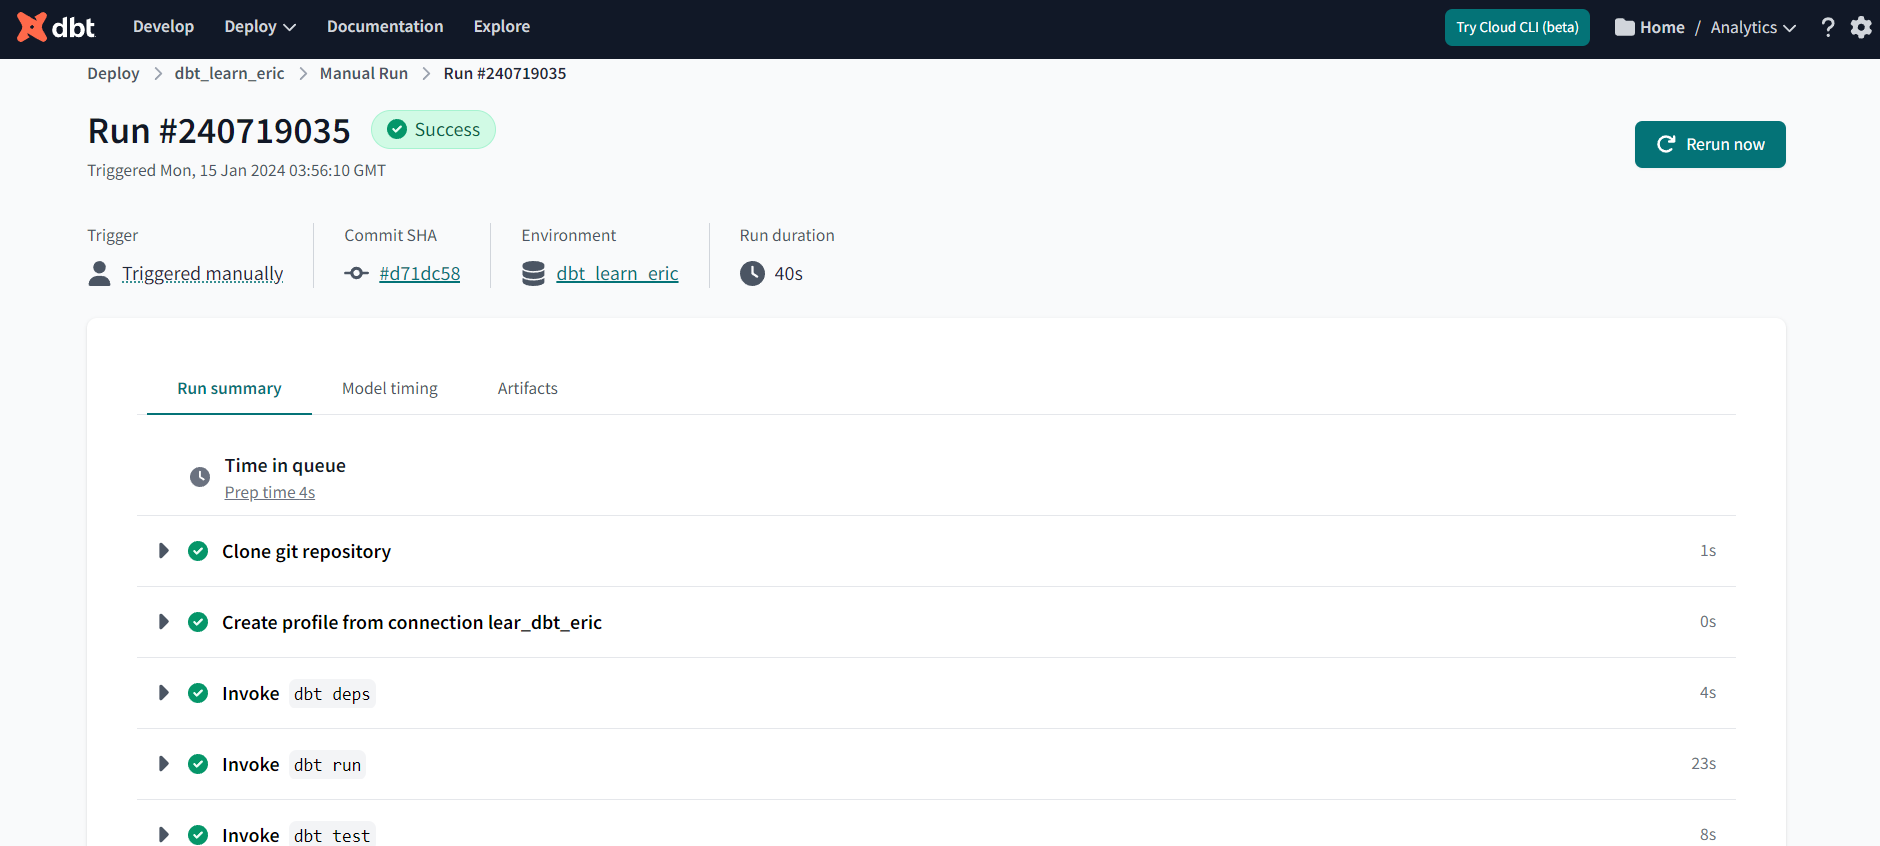 dbt Develop Deploy Documentation Explore Try Cloud CLI (beta) Home / Analytics ?
Deploy > dbt_learn_eric > Manual Run > Run #240719035
Run #240719035 Success
Rerun now
Triggered Mon, 15 Jan 2024 03:56:10 GMT
Trigger Commit SHA Environment Run duration
Triggered manually #d71dc58 dbt_learn_eric 40s
Run summary Model timing Artifacts
Time in queue
Prep time 4s
Clone git repository 1s
Create profile from connection lear_dbt_eric 0s
Invoke dbt deps 4s
Invoke dbt run 23s
Invoke dbt test 8s